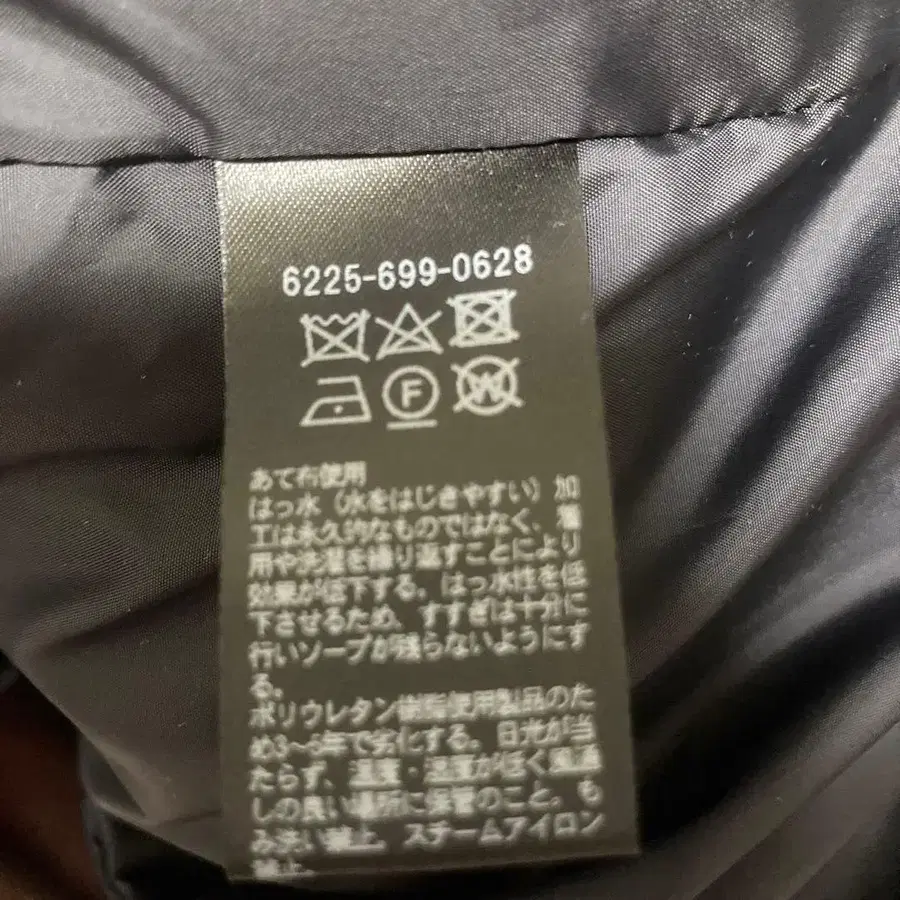 6225-699-0628
F
W
あて布使用
はっ水（水をはじきやすい）加
工は永久的なものではなく、着
用や洗濯を繰り返すことにより
効果が低下する。はっ水性を低
下させるため、すすぎは十分に
行いソープが残らないようにす
る。
ポリウレタン樹脂使用製品のた
め3~5年で劣化する。日光が当
たらず、温度・湿度が低く風通
しの良い場所に保管のこと。も
み洗い禁止。スチームアイロン
禁止。